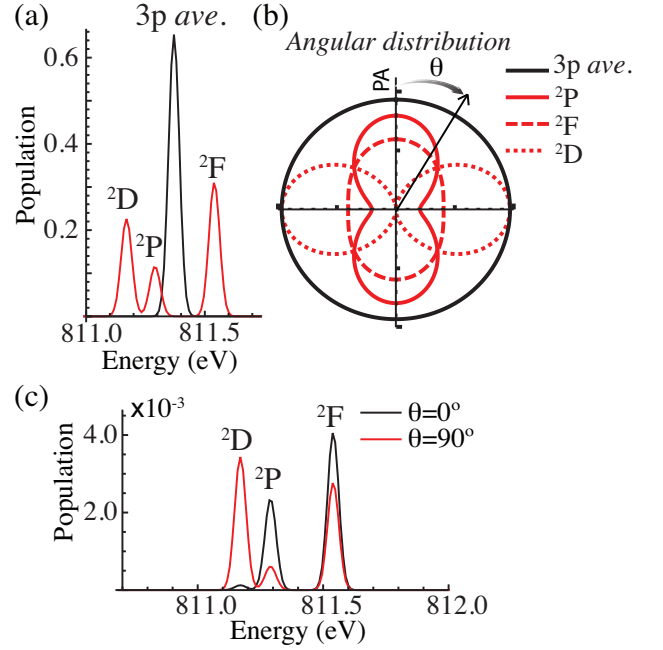 (a)
3p ave.
Population
0.6
0.4
0.2
²D
²P
²F
811.0
811.5
Energy (eV)
(b)
Angular distribution
PA
θ
3p ave.
²P
²F
²D
(c)
x10⁻³
Population
4.0
2.0
²D
²P
²F
θ=0º
θ=90º
811.0
811.5
812.0
Energy (eV)